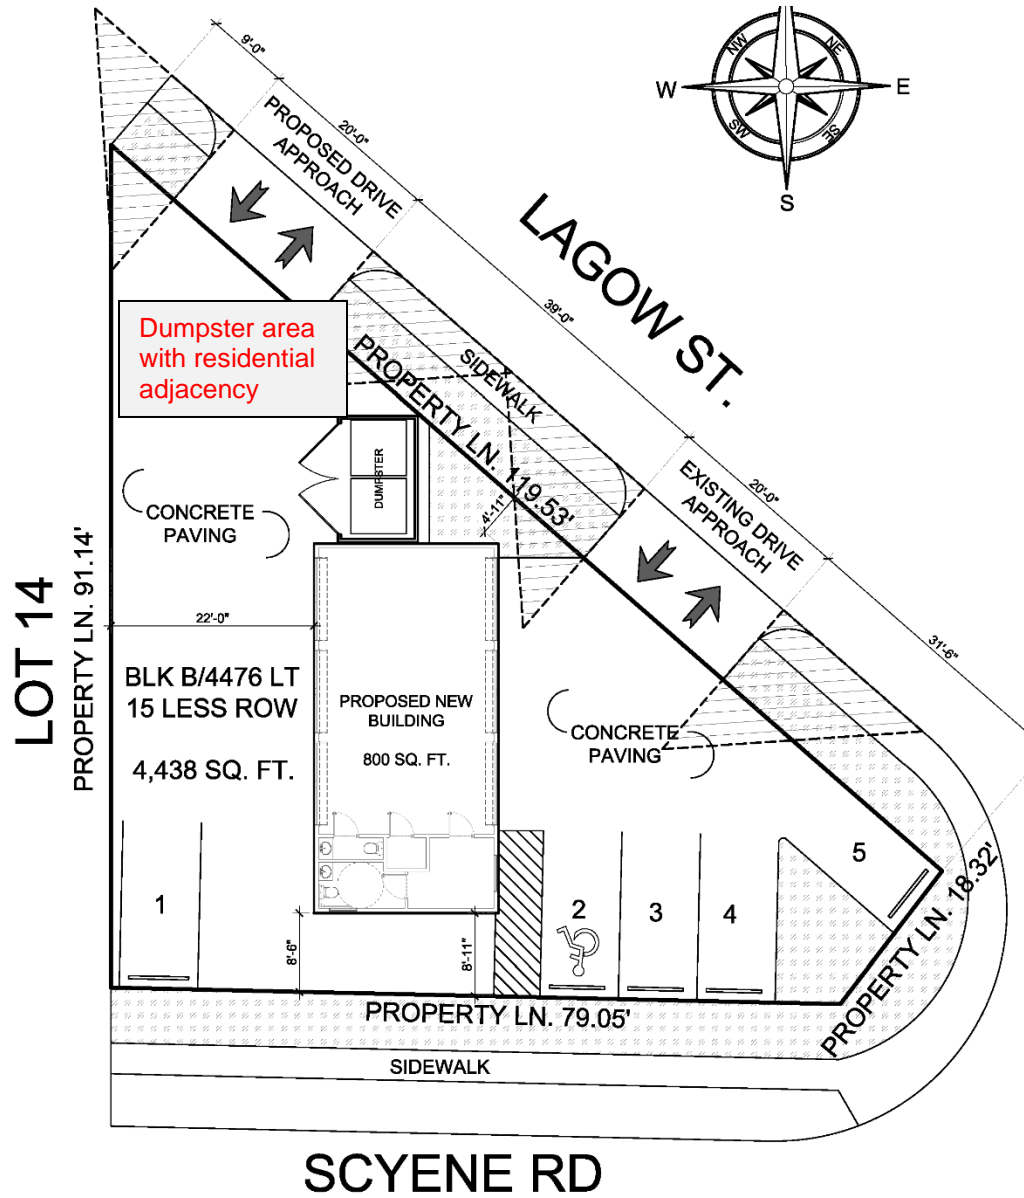 9'-0"
PROPOSED DRIVE
APPROACH
20'-0"
NW
NE
W
E
SW
SE
S
LAGOW ST.
39'-0"
Dumpster area
with residential
adjacency
SIDEWALK
PROPERTY LN. 119.53'
DUMPSTER
4'-11"
EXISTING DRIVE
APPROACH
20'-0"
31'-6"
CONCRETE
PAVING
LOT 14
PROPERTY LN. 91.14'
22'-0"
BLK B/4476 LT
15 LESS ROW
4,438 SQ. FT.
PROPOSED NEW
BUILDING
800 SQ. FT.
CONCRETE
PAVING
1
2
3
4
5
8'-6"
8'-11"
PROPERTY LN. 18.32'
PROPERTY LN. 79.05'
SIDEWALK
SCYENE RD